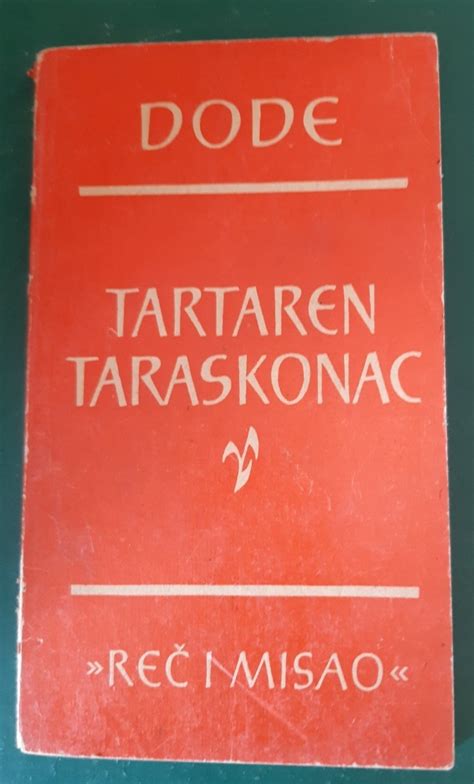 DODE
TARTAREN
TARASKONAC
»REČ I MISAO«